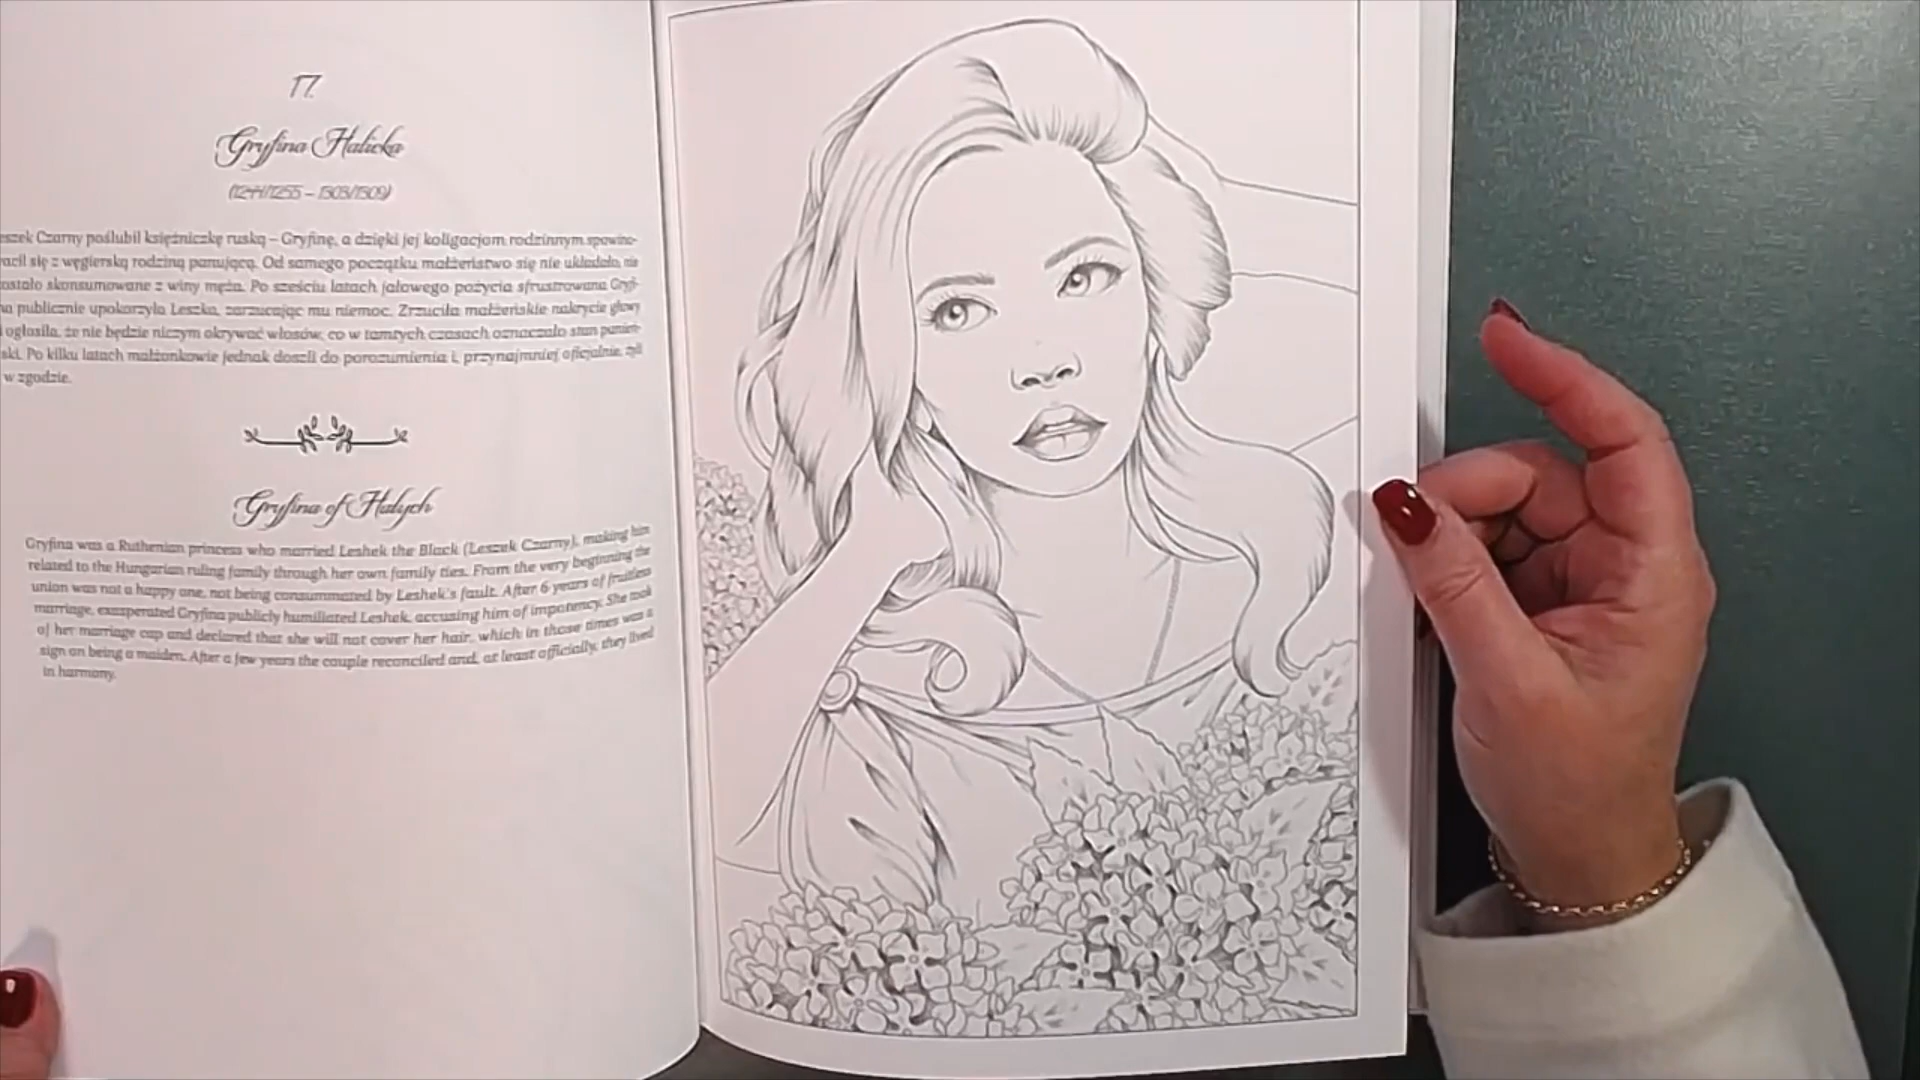 17.
Gryfina Halicka
(1244/1255 – 1303/1309)
Czarny poślubił księżniczkę ruską – Gryfinę, a dzięki jej koligacjom rodzinnym spowino-
się z węgierską rodziną panującą. Od samego początku małżeństwo się nie układało, nie
skonsumowane z winy męża. Po sześciu latach jałowego pożycia sfrustrowana Gryfi-
na publicznie upokorzyła Leszka, zarzucając mu niemoc. Zrzuciła małżeńskie nakrycie głowy
i ogłosiła, że nie będzie niczym okrywać włosów, co w tamtych czasach oznaczało stan panień-
ski. Po kilku latach małżonkowie jednak doszli do porozumienia i, przynajmniej oficjalnie, żyli
w zgodzie.
Gryfina of Halych
Gryfina was a Ruthenian princess who married Leshek the Black (Leszek Czarny), making him
related to the Hungarian ruling family through her own family ties. From the very beginning the
union was not a happy one, not being consummated by Leshek's fault. After 6 years of fruitless
marriage, exasperated Gryfina publicly humiliated Leshek, accusing him of impotency. She took
of her marriage cap and declared that she will not cover her hair, which in those times was a
sign on being a maiden. After a few years the couple reconciled and, at least officially, they lived
in harmony.